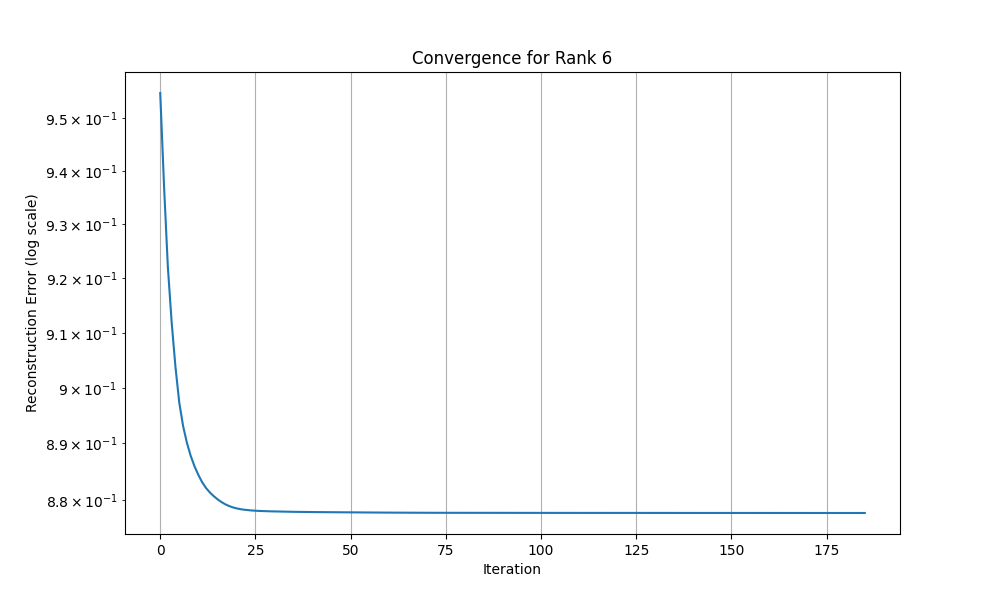 Convergence for Rank 6
Reconstruction Error (log scale)
9.5 × 10⁻¹
9.4 × 10⁻¹
9.3 × 10⁻¹
9.2 × 10⁻¹
9.1 × 10⁻¹
9 × 10⁻¹
8.9 × 10⁻¹
8.8 × 10⁻¹
0 25 50 75 100 125 150 175
Iteration